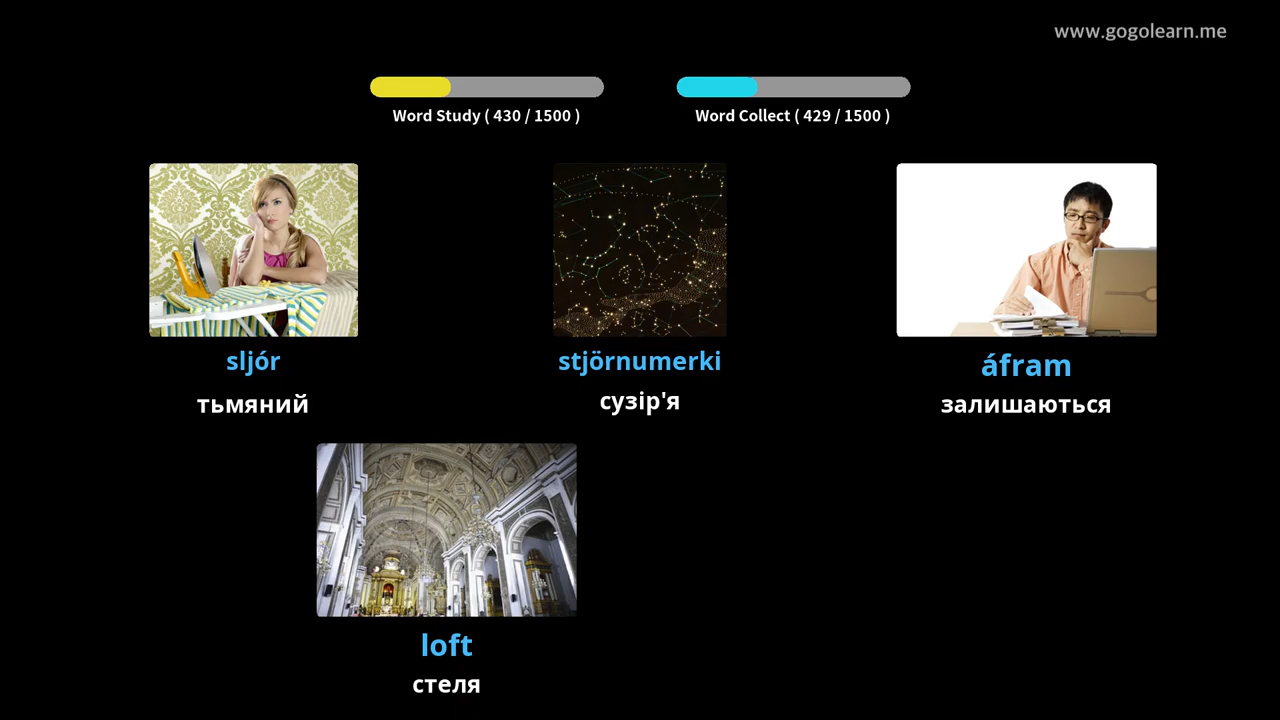 www.gogolearn.me
Word Study ( 430 / 1500 )
Word Collect ( 429 / 1500 )
sljór
тьмяний
stjörnumerki
сузір'я
áfram
залишаються
loft
стеля